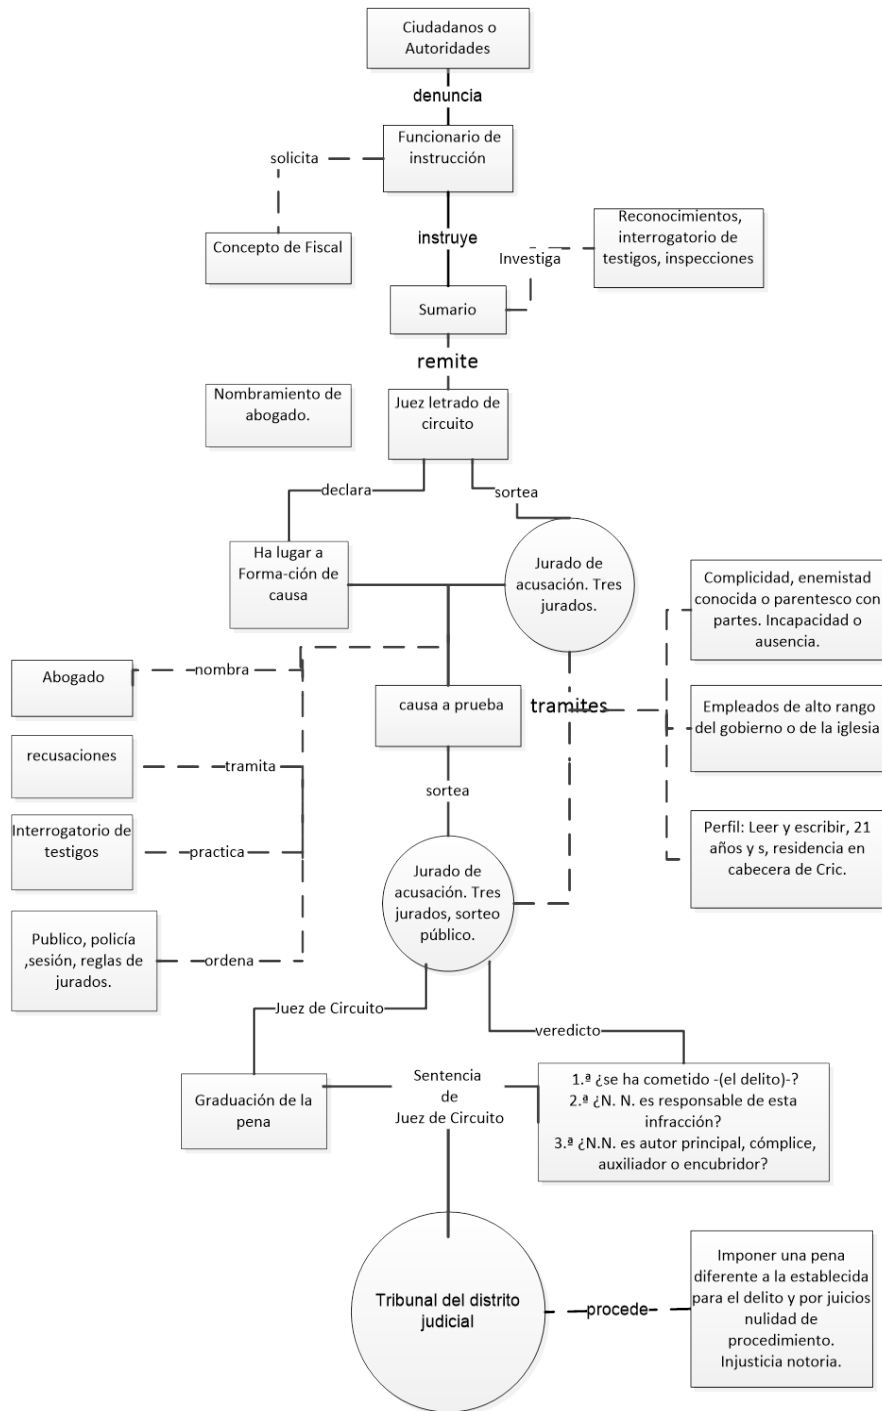 Ciudadanos o
Autoridades
denuncia
Funcionario de
instrucción
solicita
Concepto de Fiscal
instruye
Investiga
Reconocimientos,
interrogatorio de
testigos, inspecciones
Sumario
remite
Nombramiento de
abogado.
Juez letrado de
circuito
declara
sortea
Ha lugar a
Forma-ción de
causa
Jurado de
acusación. Tres
jurados.
Complicidad, enemistad
conocida o parentesco con
partes. Incapacidad o
ausencia.
Abogado
nombra
causa a prueba
tramites
Empleados de alto rango
del gobierno o de la iglesia
recusaciones
tramita
sortea
Interrogatorio de
testigos
practica
Perfil: Leer y escribir, 21
años y s, residencia en
cabecera de Cric.
Jurado de
acusación. Tres
jurados, sorteo
público.
Publico, policía
,sesión, reglas de
jurados.
ordena
Juez de Circuito
veredicto
Graduación de la
pena
Sentencia
de
Juez de Circuito
1.ª ¿se ha cometido -(el delito)-?
2.ª ¿N. N. es responsable de esta
infracción?
3.ª ¿N.N. es autor principal, cómplice,
auxiliador o encubridor?
Tribunal del distrito
judicial
procede
Imponer una pena
diferente a la establecida
para el delito y por juicios
nulidad de
procedimiento.
Injusticia notoria.